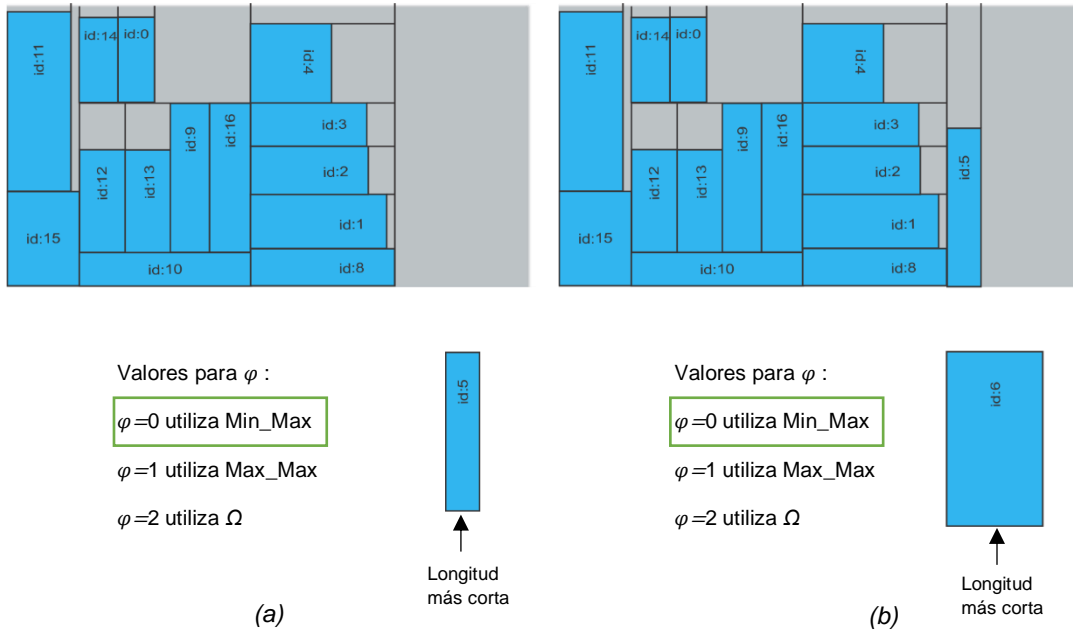 id:11
id:14
id:0
id:4
id:9
id:16
id:3
id:12
id:13
id:2
id:15
id:1
id:10
id:8
Valores para φ :
φ=0 utiliza Min_Max
φ=1 utiliza Max_Max
φ=2 utiliza Ω
id:5
Longitud
más corta
(a)
id:11
id:14
id:0
id:4
id:9
id:16
id:3
id:5
id:12
id:13
id:2
id:15
id:1
id:10
id:8
Valores para φ :
φ=0 utiliza Min_Max
φ=1 utiliza Max_Max
φ=2 utiliza Ω
id:6
Longitud
más corta
(b)